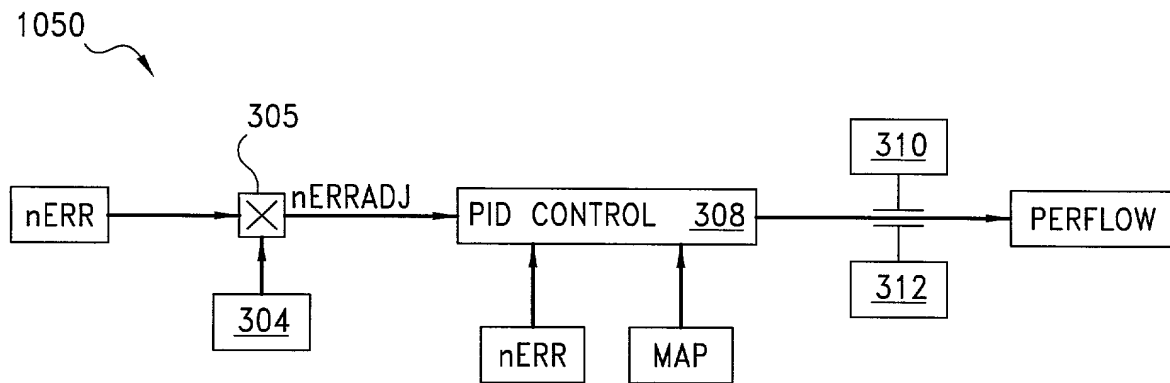 1050
305
310
nERR
nERRADJ
PID CONTROL 308
PERFLOW
304
312
nERR
MAP